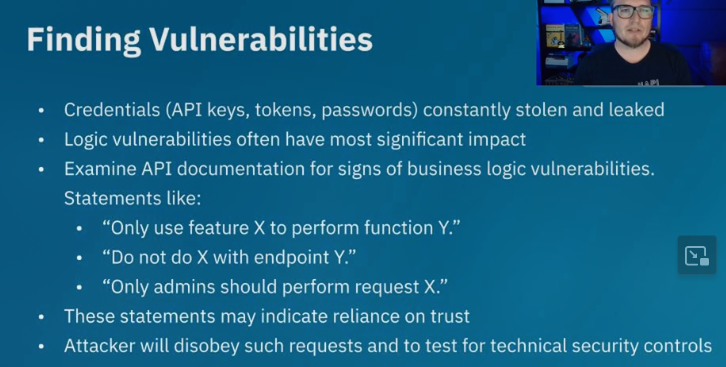 Finding Vulnerabilities
• Credentials (API keys, tokens, passwords) constantly stolen and leaked
• Logic vulnerabilities often have most significant impact
• Examine API documentation for signs of business logic vulnerabilities.
Statements like:
• “Only use feature X to perform function Y.”
• “Do not do X with endpoint Y.”
• “Only admins should perform request X.”
• These statements may indicate reliance on trust
• Attacker will disobey such requests and to test for technical security controls